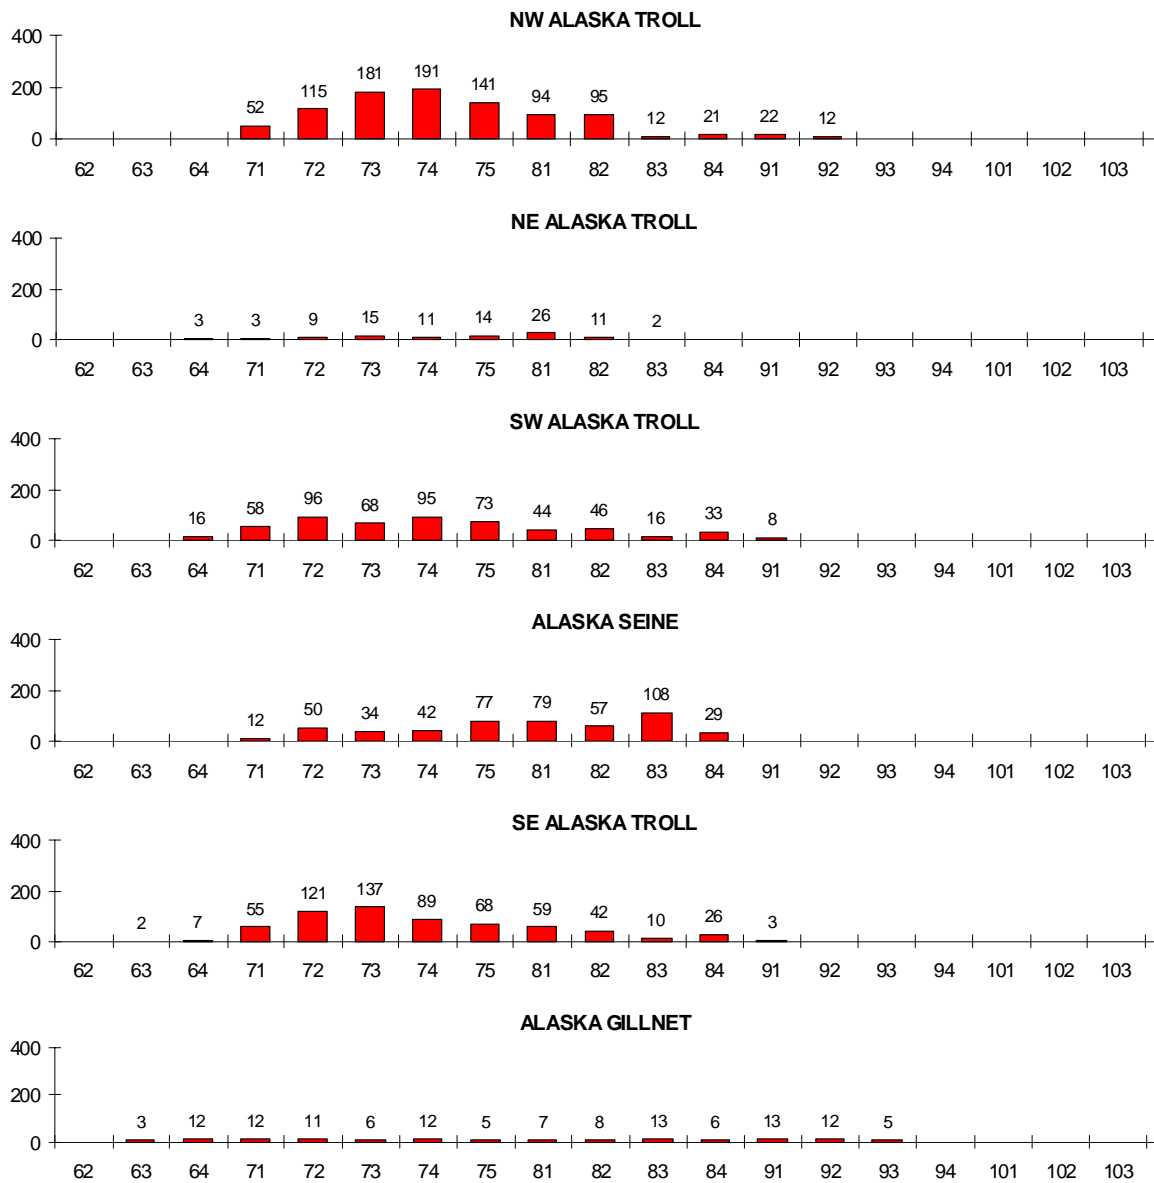 NW ALASKA TROLL
400
200
0
52 115 181 191 141 94 95 12 21 22 12
62 63 64 71 72 73 74 75 81 82 83 84 91 92 93 94 101 102 103
NE ALASKA TROLL
400
200
0
3 3 9 15 11 14 26 11 2
62 63 64 71 72 73 74 75 81 82 83 84 91 92 93 94 101 102 103
SW ALASKA TROLL
400
200
0
16 58 96 68 95 73 44 46 16 33 8
62 63 64 71 72 73 74 75 81 82 83 84 91 92 93 94 101 102 103
ALASKA SEINE
400
200
0
12 50 34 42 77 79 57 108 29
62 63 64 71 72 73 74 75 81 82 83 84 91 92 93 94 101 102 103
SE ALASKA TROLL
400
200
0
2 7 55 121 137 89 68 59 42 10 26 3
62 63 64 71 72 73 74 75 81 82 83 84 91 92 93 94 101 102 103
ALASKA GILLNET
400
200
0
3 12 12 11 6 12 5 7 8 13 6 13 12 5
62 63 64 71 72 73 74 75 81 82 83 84 91 92 93 94 101 102 103